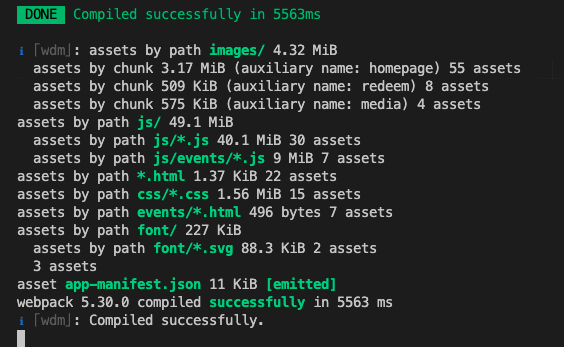 DONE Compiled successfully in 5563ms
i ⌈wdm⌋: assets by path images/ 4.32 MiB
assets by chunk 3.17 MiB (auxiliary name: homepage) 55 assets
assets by chunk 509 KiB (auxiliary name: redeem) 8 assets
assets by chunk 575 KiB (auxiliary name: media) 4 assets
assets by path js/ 49.1 MiB
assets by path js/*.js 40.1 MiB 30 assets
assets by path js/events/*.js 9 MiB 7 assets
assets by path *.html 1.37 KiB 22 assets
assets by path css/*.css 1.56 MiB 15 assets
assets by path events/*.html 496 bytes 7 assets
assets by path font/ 227 KiB
assets by path font/*.svg 88.3 KiB 2 assets
3 assets
asset app-manifest.json 11 KiB [emitted]
webpack 5.30.0 compiled successfully in 5563 ms
i ⌈wdm⌋: Compiled successfully.